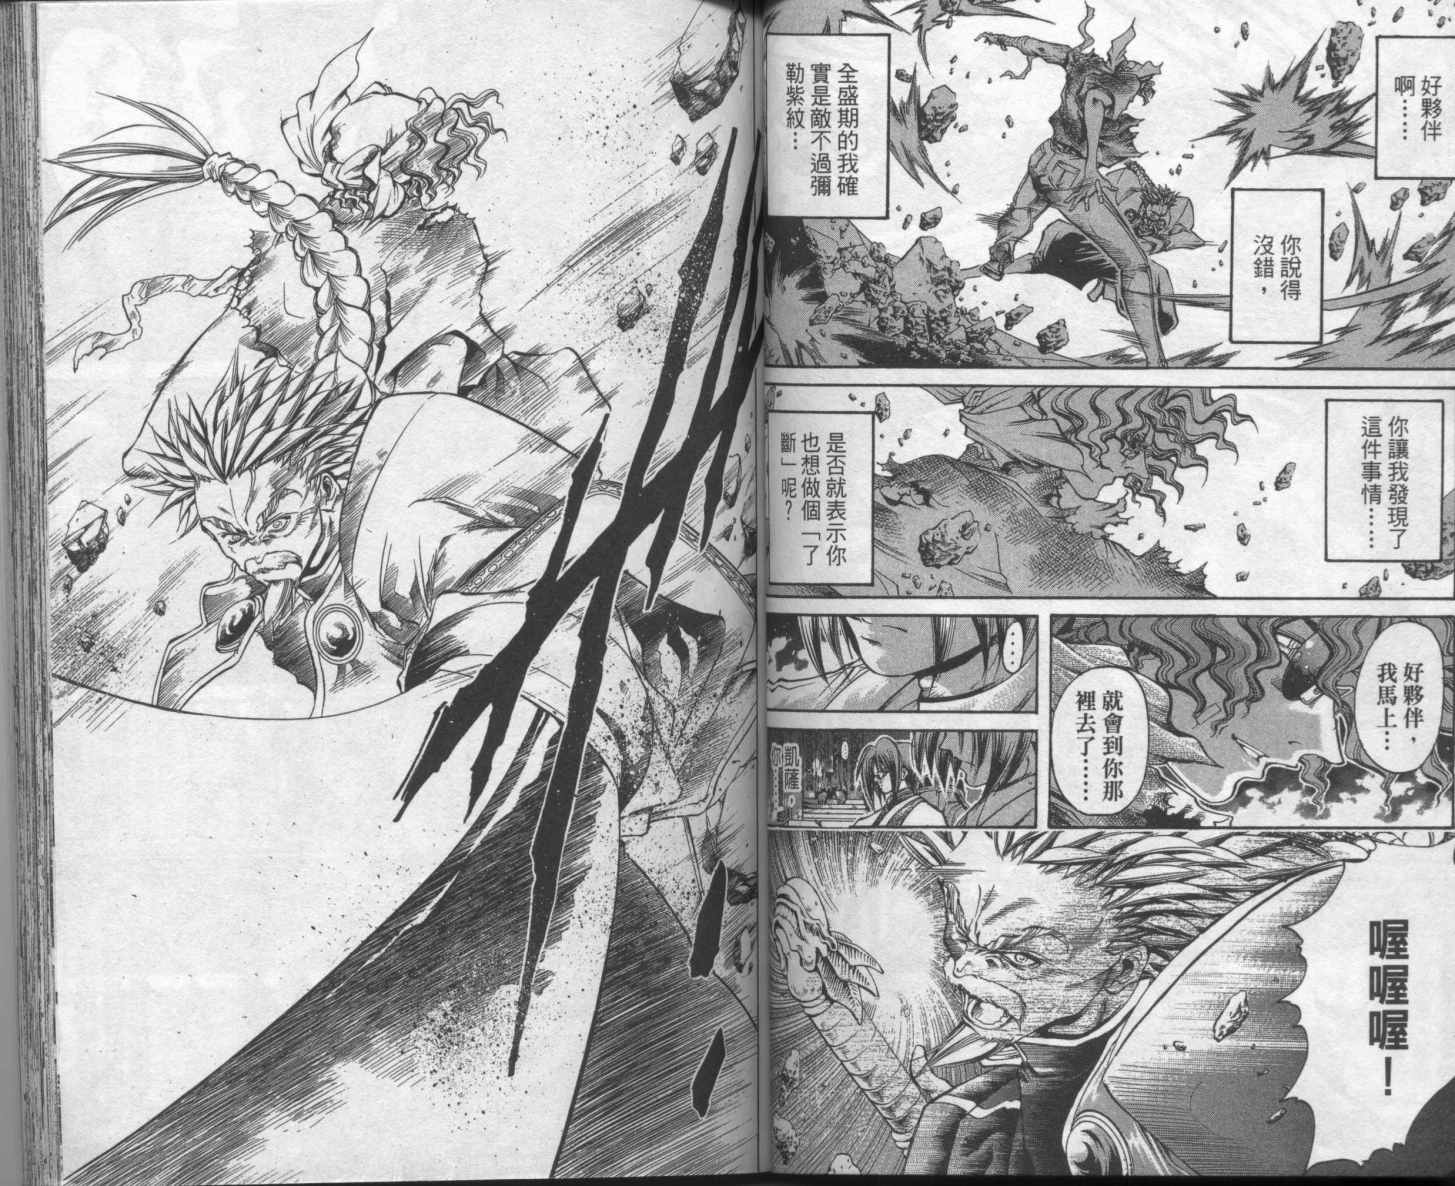 好夥伴
啊……
你說得
沒錯，
全盛期的我確
實是敵不過彌
勒紫紋…
你讓我發現了
這件事情……
是否就表示你
也想做個「了
斷」呢？
好夥伴，
我馬上…
就會到你那
裡去了……
……
凱薩。
你
喔喔喔！